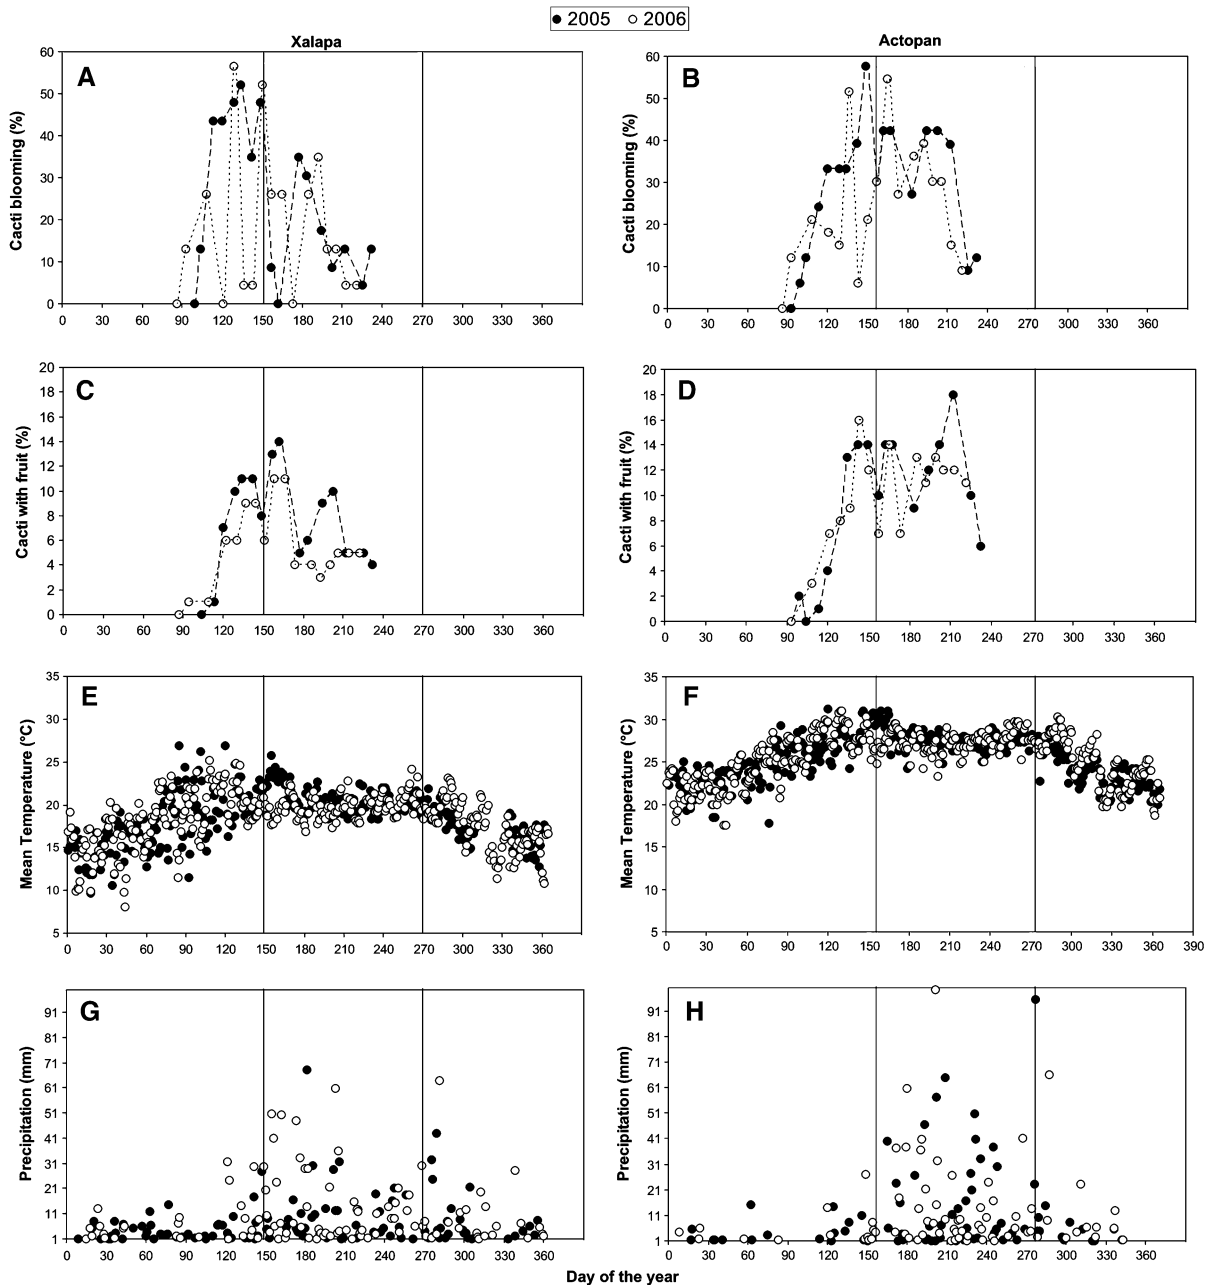 ● 2005 ○ 2006
Xalapa
Actopan
A
Cacti blooming (%)
60
50
40
30
20
10
0
0 30 60 90 120 150 180 210 240 270 300 330 360
B
Cacti blooming (%)
60
50
40
30
20
10
0
0 30 60 90 120 150 180 210 240 270 300 330 360
C
Cacti with fruit (%)
20
18
16
14
12
10
8
6
4
2
0
0 30 60 90 120 150 180 210 240 270 300 330 360
D
Cacti with fruit (%)
20
18
16
14
12
10
8
6
4
2
0
0 30 60 90 120 150 180 210 240 270 300 330 360
E
Mean Temperature (°C)
35
30
25
20
15
10
5
0 30 60 90 120 150 180 210 240 270 300 330 360
F
Mean Temperature (°C)
35
30
25
20
15
10
5
0 30 60 90 120 150 180 210 240 270 300 330 360 390
G
Precipitation (mm)
91
81
71
61
51
41
31
21
11
1
0 30 60 90 120 150 180 210 240 270 300 330 360
H
Precipitation (mm)
91
81
71
61
51
41
31
21
11
1
0 30 60 90 120 150 180 210 240 270 300 330 360
Day of the year